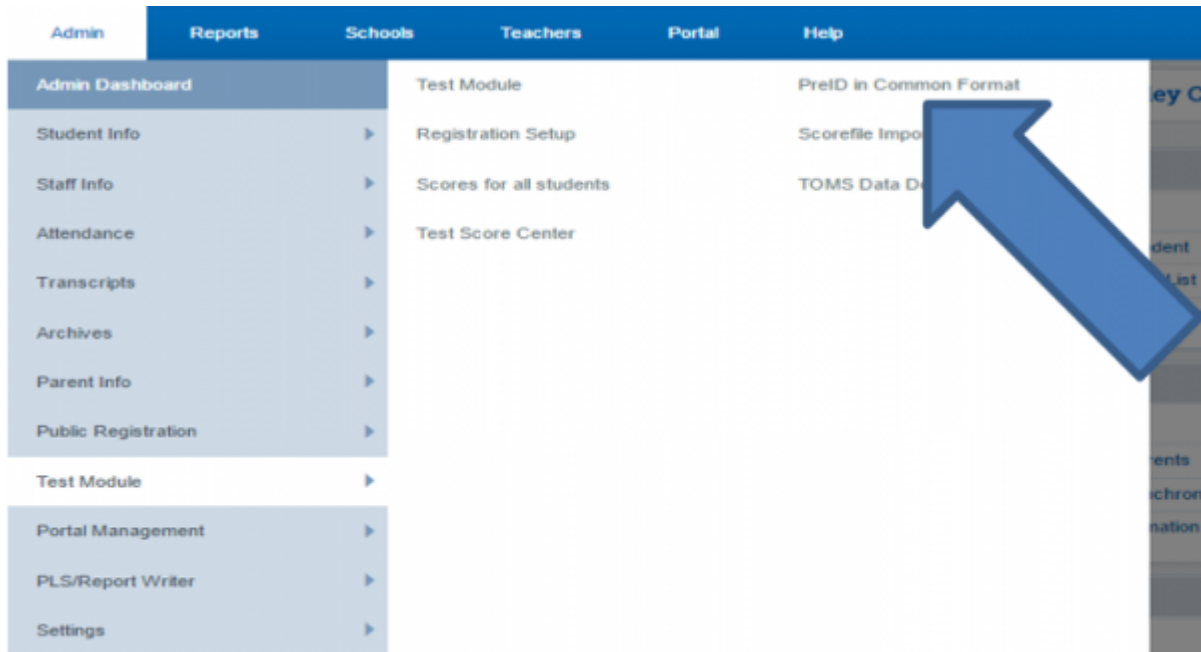 Admin Reports Schools Teachers Portal Help
Admin Dashboard
Student Info
Staff Info
Attendance
Transcripts
Archives
Parent Info
Public Registration
Test Module
Portal Management
PLS/Report Writer
Settings
Test Module
Registration Setup
Scores for all students
Test Score Center
PreID in Common Format
Scorefile
TOMS Data
List